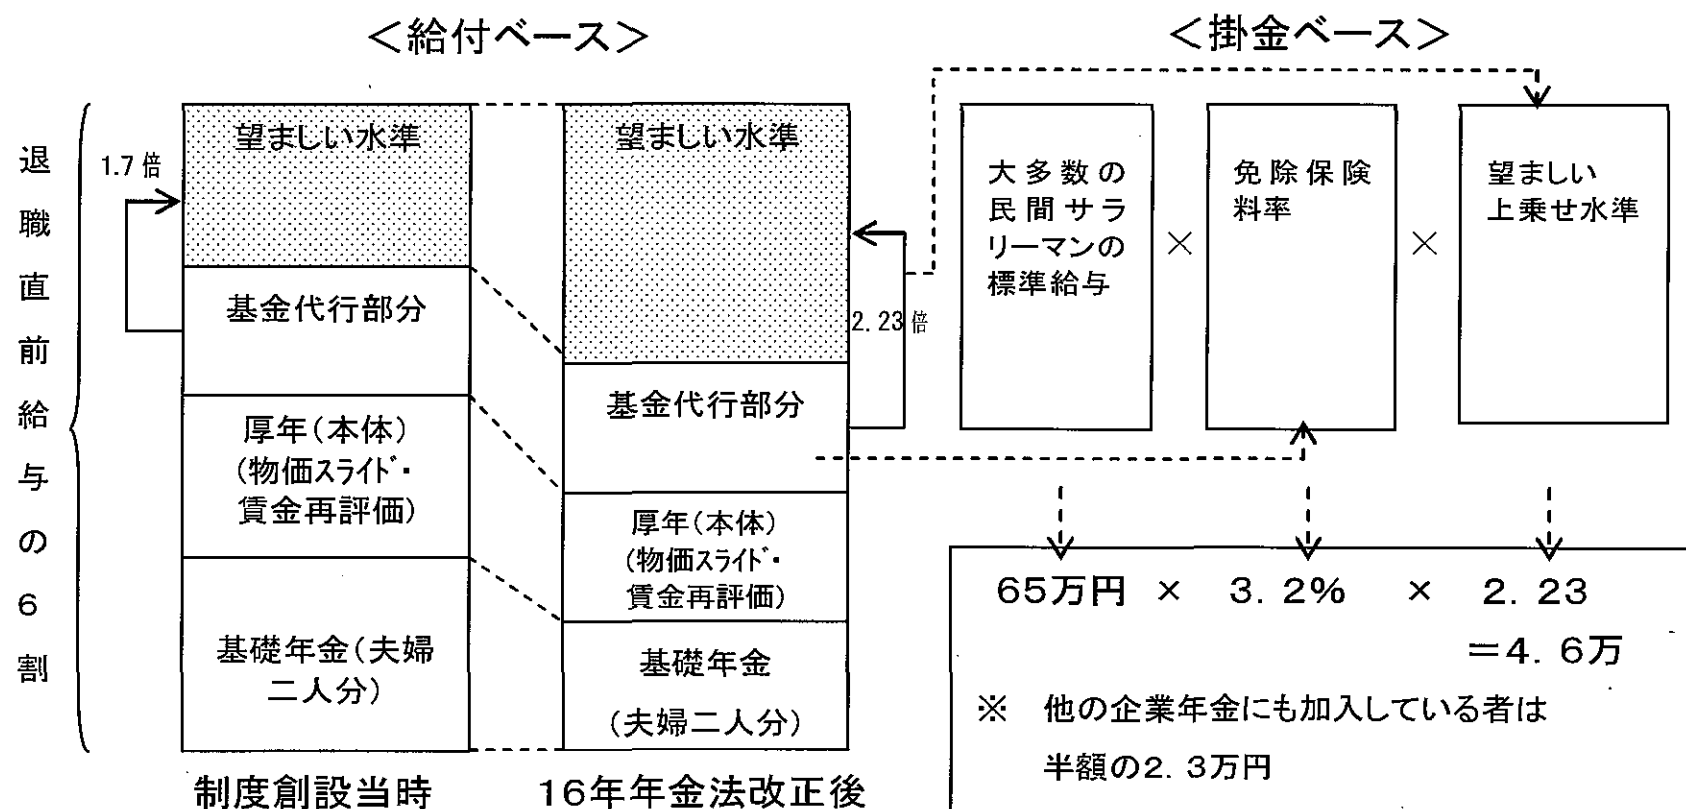 <給付ベース>
<掛金ベース>
退職直前給与の6割
1.7倍
望ましい水準
基金代行部分
厚年(本体)
(物価スライド・
賃金再評価)
基礎年金(夫婦
二人分)
制度創設当時
望ましい水準
2.23倍
基金代行部分
厚年(本体)
(物価スライド・
賃金再評価)
基礎年金
(夫婦二人分)
16年年金法改正後
大多数の
民間サラ
リーマンの
標準給与
×
免除保険
料率
×
望ましい
上乗せ水準
65万円 × 3.2% × 2.23
=4.6万
※ 他の企業年金にも加入している者は
半額の2.3万円